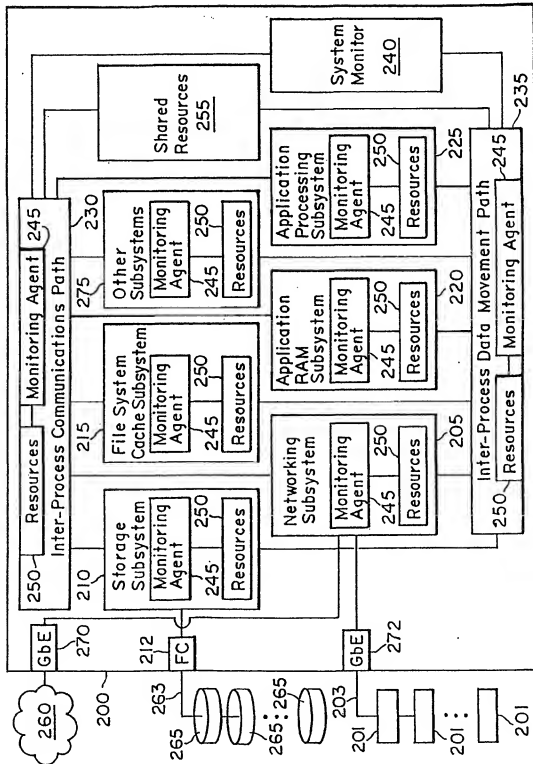 230
245
Resources
Monitoring Agent
250
Inter-Process Communications Path
Shared
Resources
255
System
Monitor
240
210
Storage
Subsystem
Monitoring
Agent
250
245
Resources
215
File System
Cache Subsystem
Monitoring
Agent
250
245
Resources
275
Other
Subsystems
Monitoring
Agent
250
245
Resources
Networking
Subsystem
205
Monitoring
Agent
250
245
Resources
Application
RAM Subsystem
220
Monitoring
Agent
250
245
Resources
Application
Processing
Subsystem
225
Monitoring
Agent
250
245
Resources
250
Resources
Inter-Process Data Movement Path
Monitoring Agent
245
235
GbE
270
212
FC
GbE
272
260
200
263
265
265
265
203
201
201
201